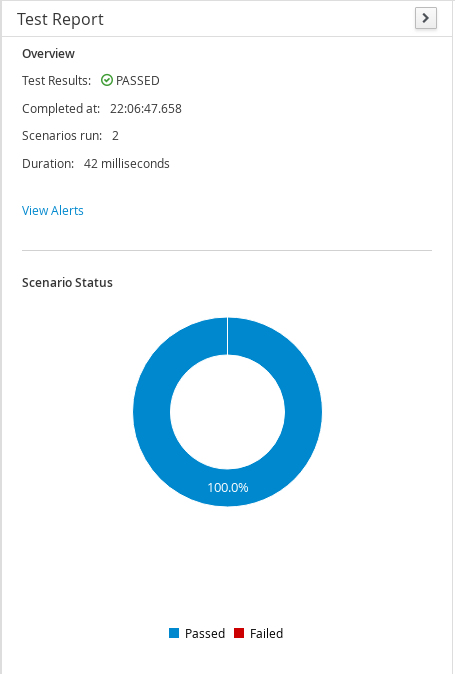 Test Report
Overview
Test Results: PASSED
Completed at: 22:06:47.658
Scenarios run: 2
Duration: 42 milliseconds
View Alerts
Scenario Status
100.0%
Passed Failed